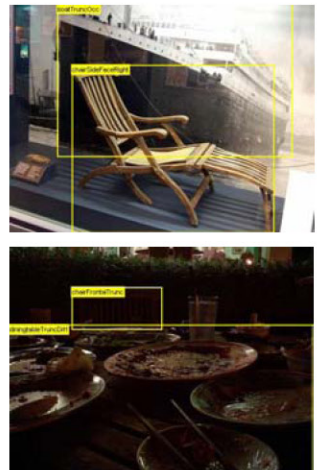 boatTruncOcc
chairSideFaceRight
chairFrontalTrunc
diningtableTruncDiff